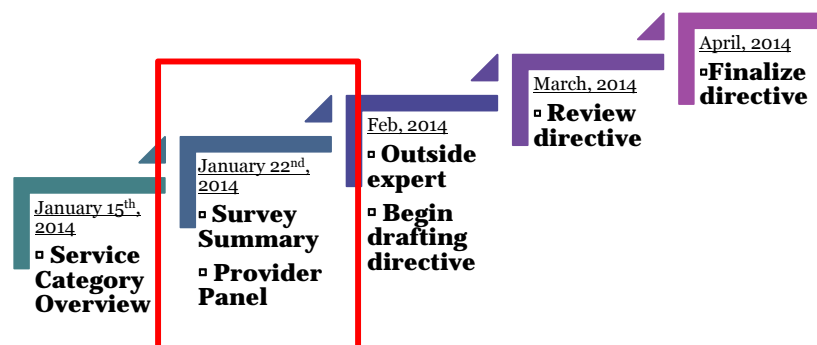 January 15th,
2014
▫ Service
Category
Overview
January 22nd,
2014
▫ Survey
Summary
▫ Provider
Panel
Feb, 2014
▫ Outside
expert
▫ Begin
drafting
directive
March, 2014
▫ Review
directive
April, 2014
▫Finalize
directive